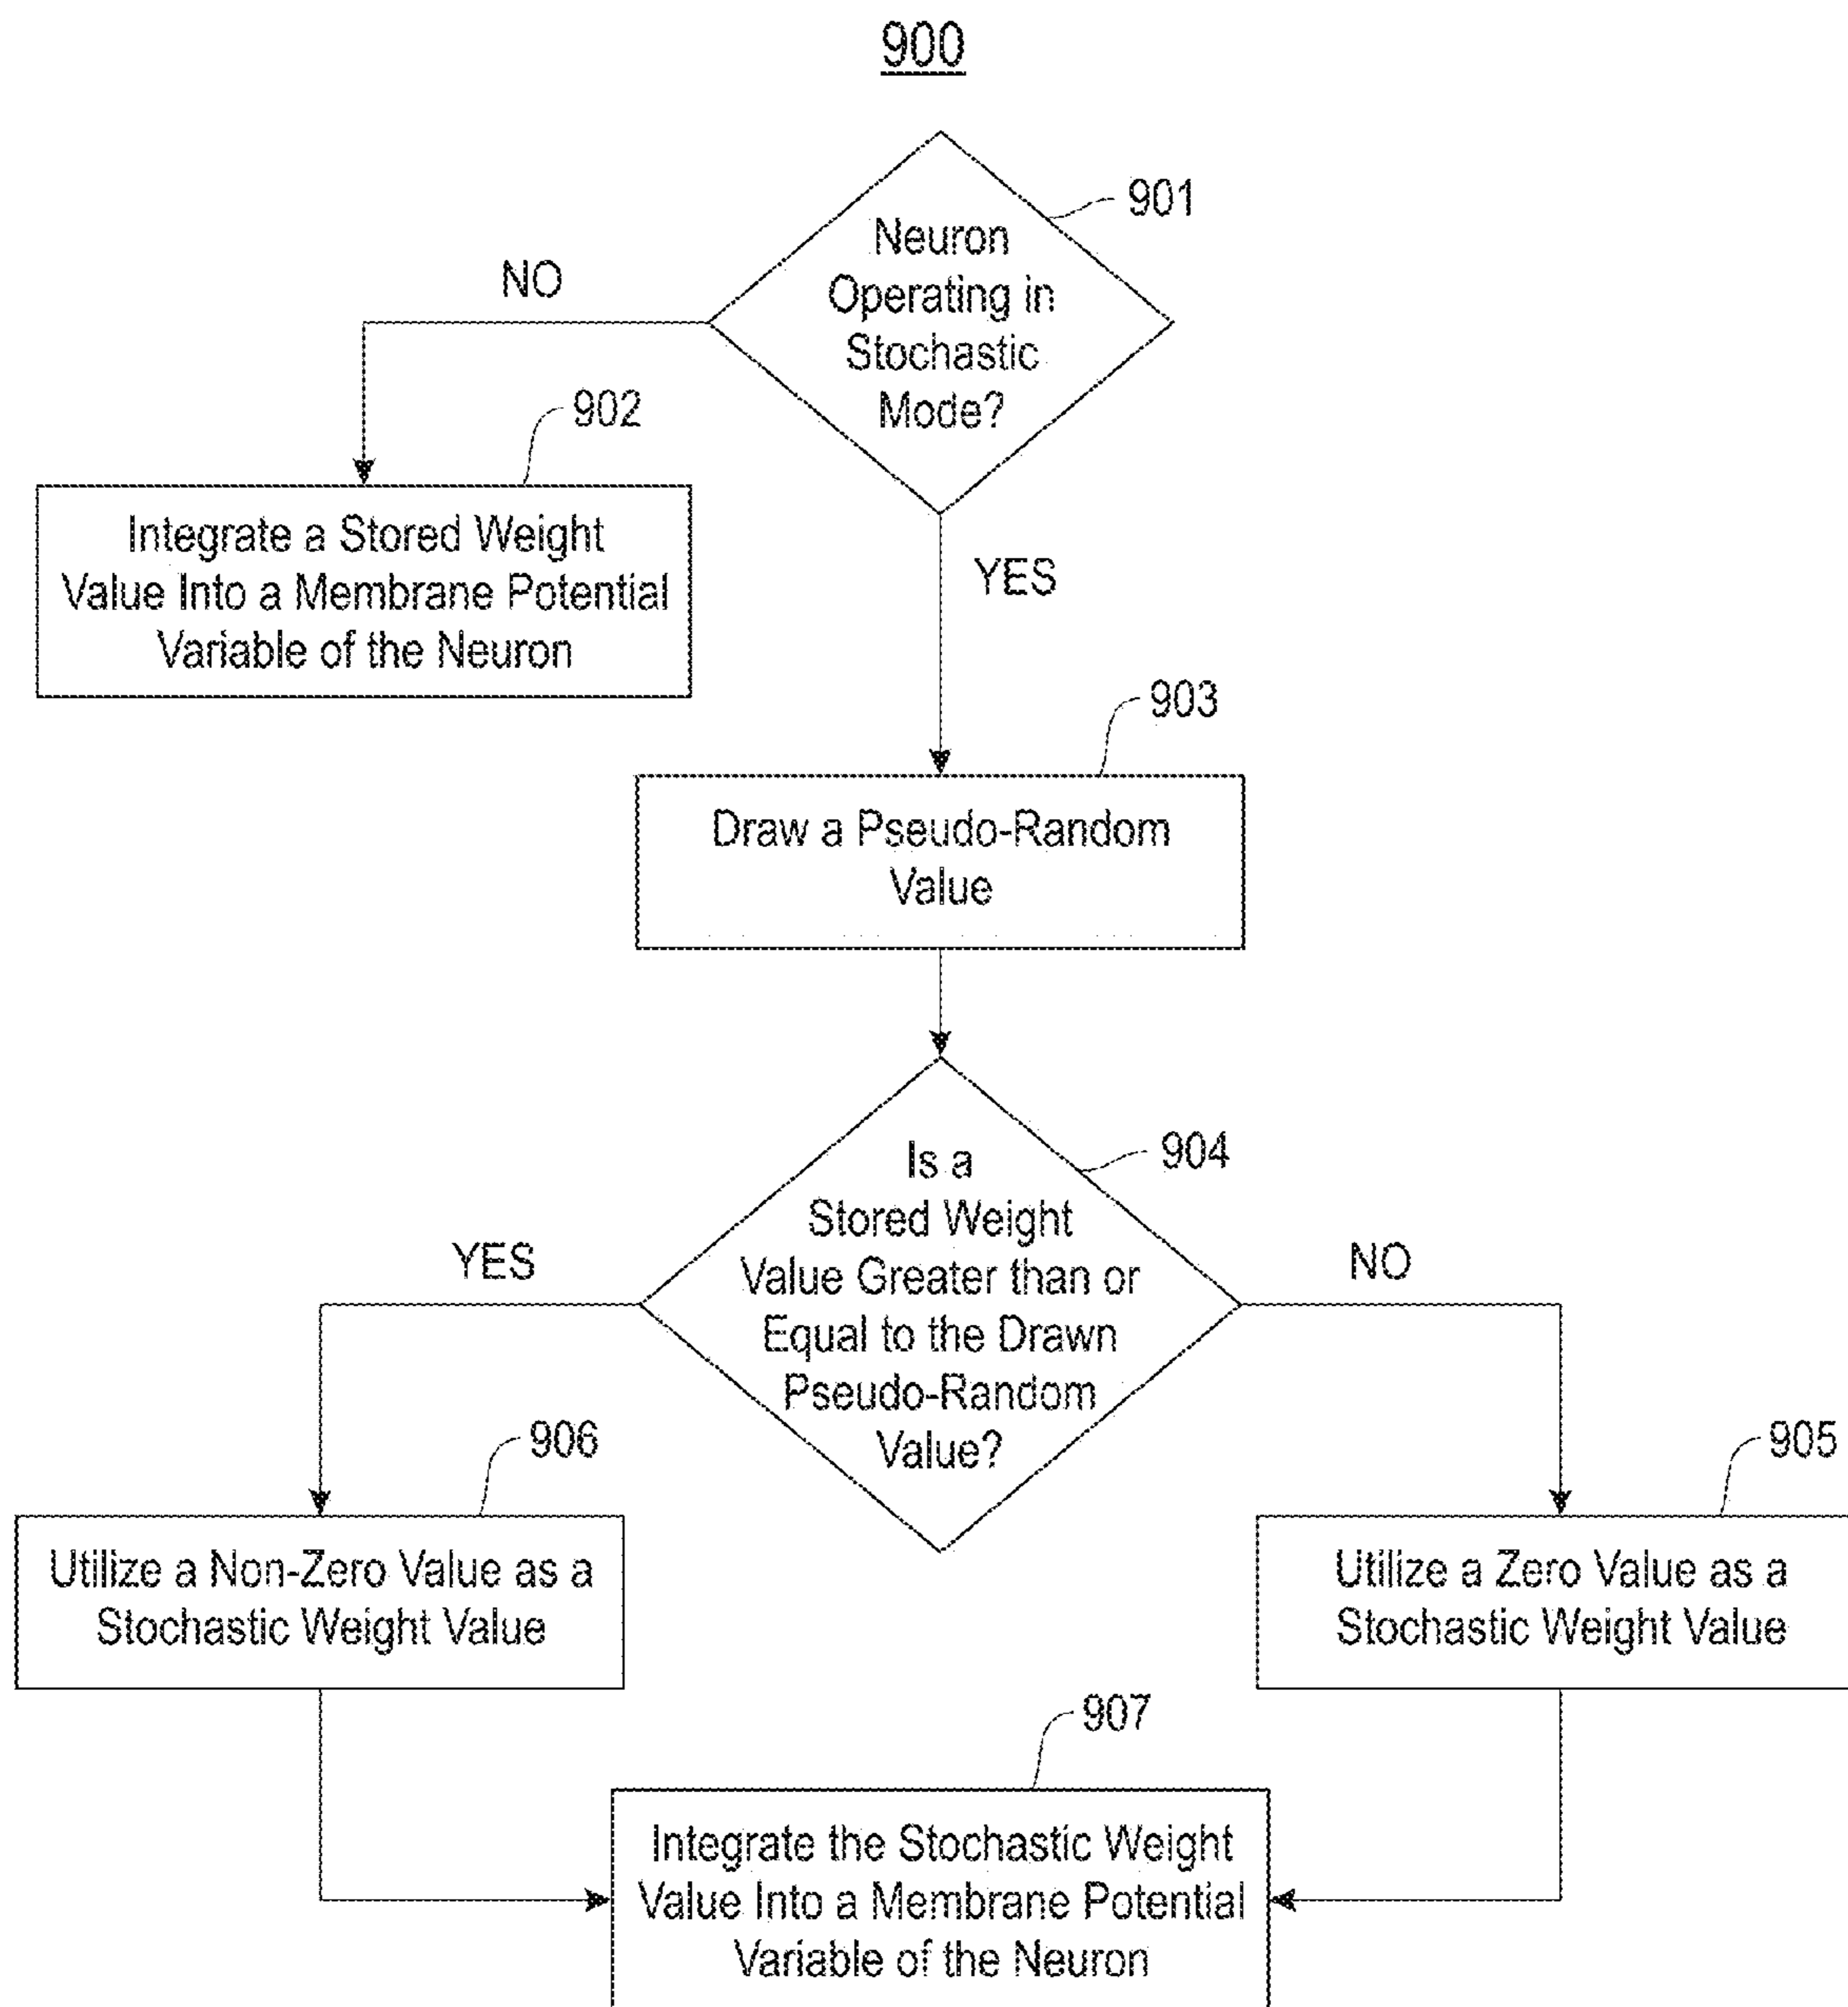 900
901
Neuron
Operating in
Stochastic
Mode?
NO
902
Integrate a Stored Weight
Value Into a Membrane Potential
Variable of the Neuron
YES
903
Draw a Pseudo-Random
Value
904
Is a
Stored Weight
Value Greater than or
Equal to the Drawn
Pseudo-Random
Value?
YES
NO
906
Utilize a Non-Zero Value as a
Stochastic Weight Value
905
Utilize a Zero Value as a
Stochastic Weight Value
907
Integrate the Stochastic Weight
Value Into a Membrane Potential
Variable of the Neuron